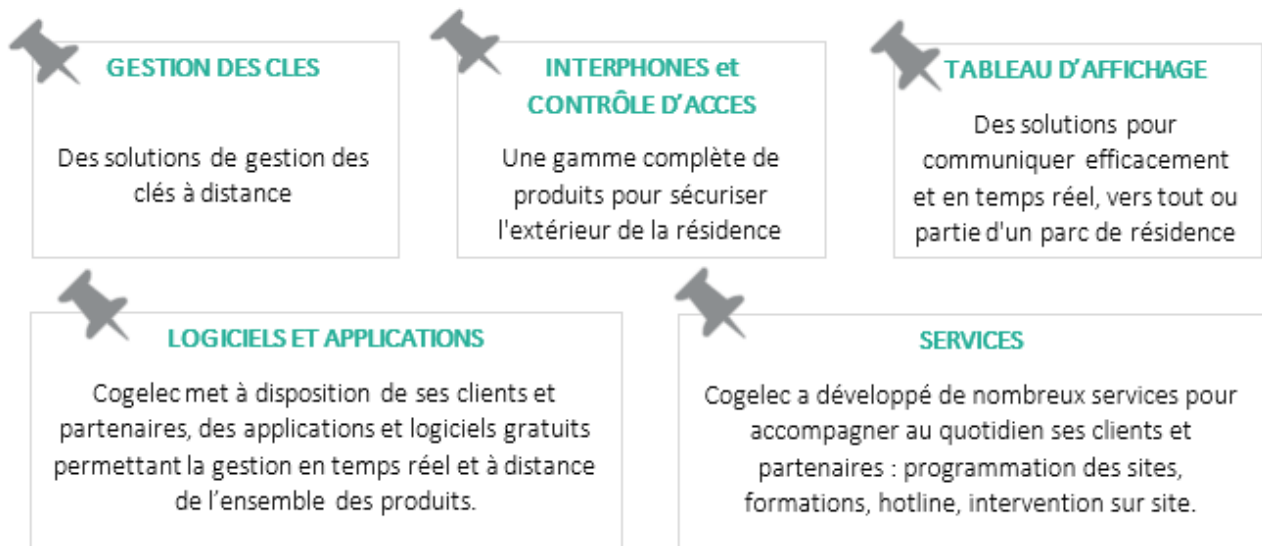 GESTION DES CLES
Des solutions de gestion des
clés à distance
INTERPHONES et
CONTRÔLE D'ACCES
Une gamme complète de
produits pour sécuriser
l'extérieur de la résidence
TABLEAU D'AFFICHAGE
Des solutions pour
communiquer efficacement
et en temps réel, vers tout ou
partie d'un parc de résidence
LOGICIELS ET APPLICATIONS
Cogelec met à disposition de ses clients et
partenaires, des applications et logiciels gratuits
permettant la gestion en temps réel et à distance
de l'ensemble des produits.
SERVICES
Cogelec a développé de nombreux services pour
accompagner au quotidien ses clients et
partenaires : programmation des sites,
formations, hotline, intervention sur site.